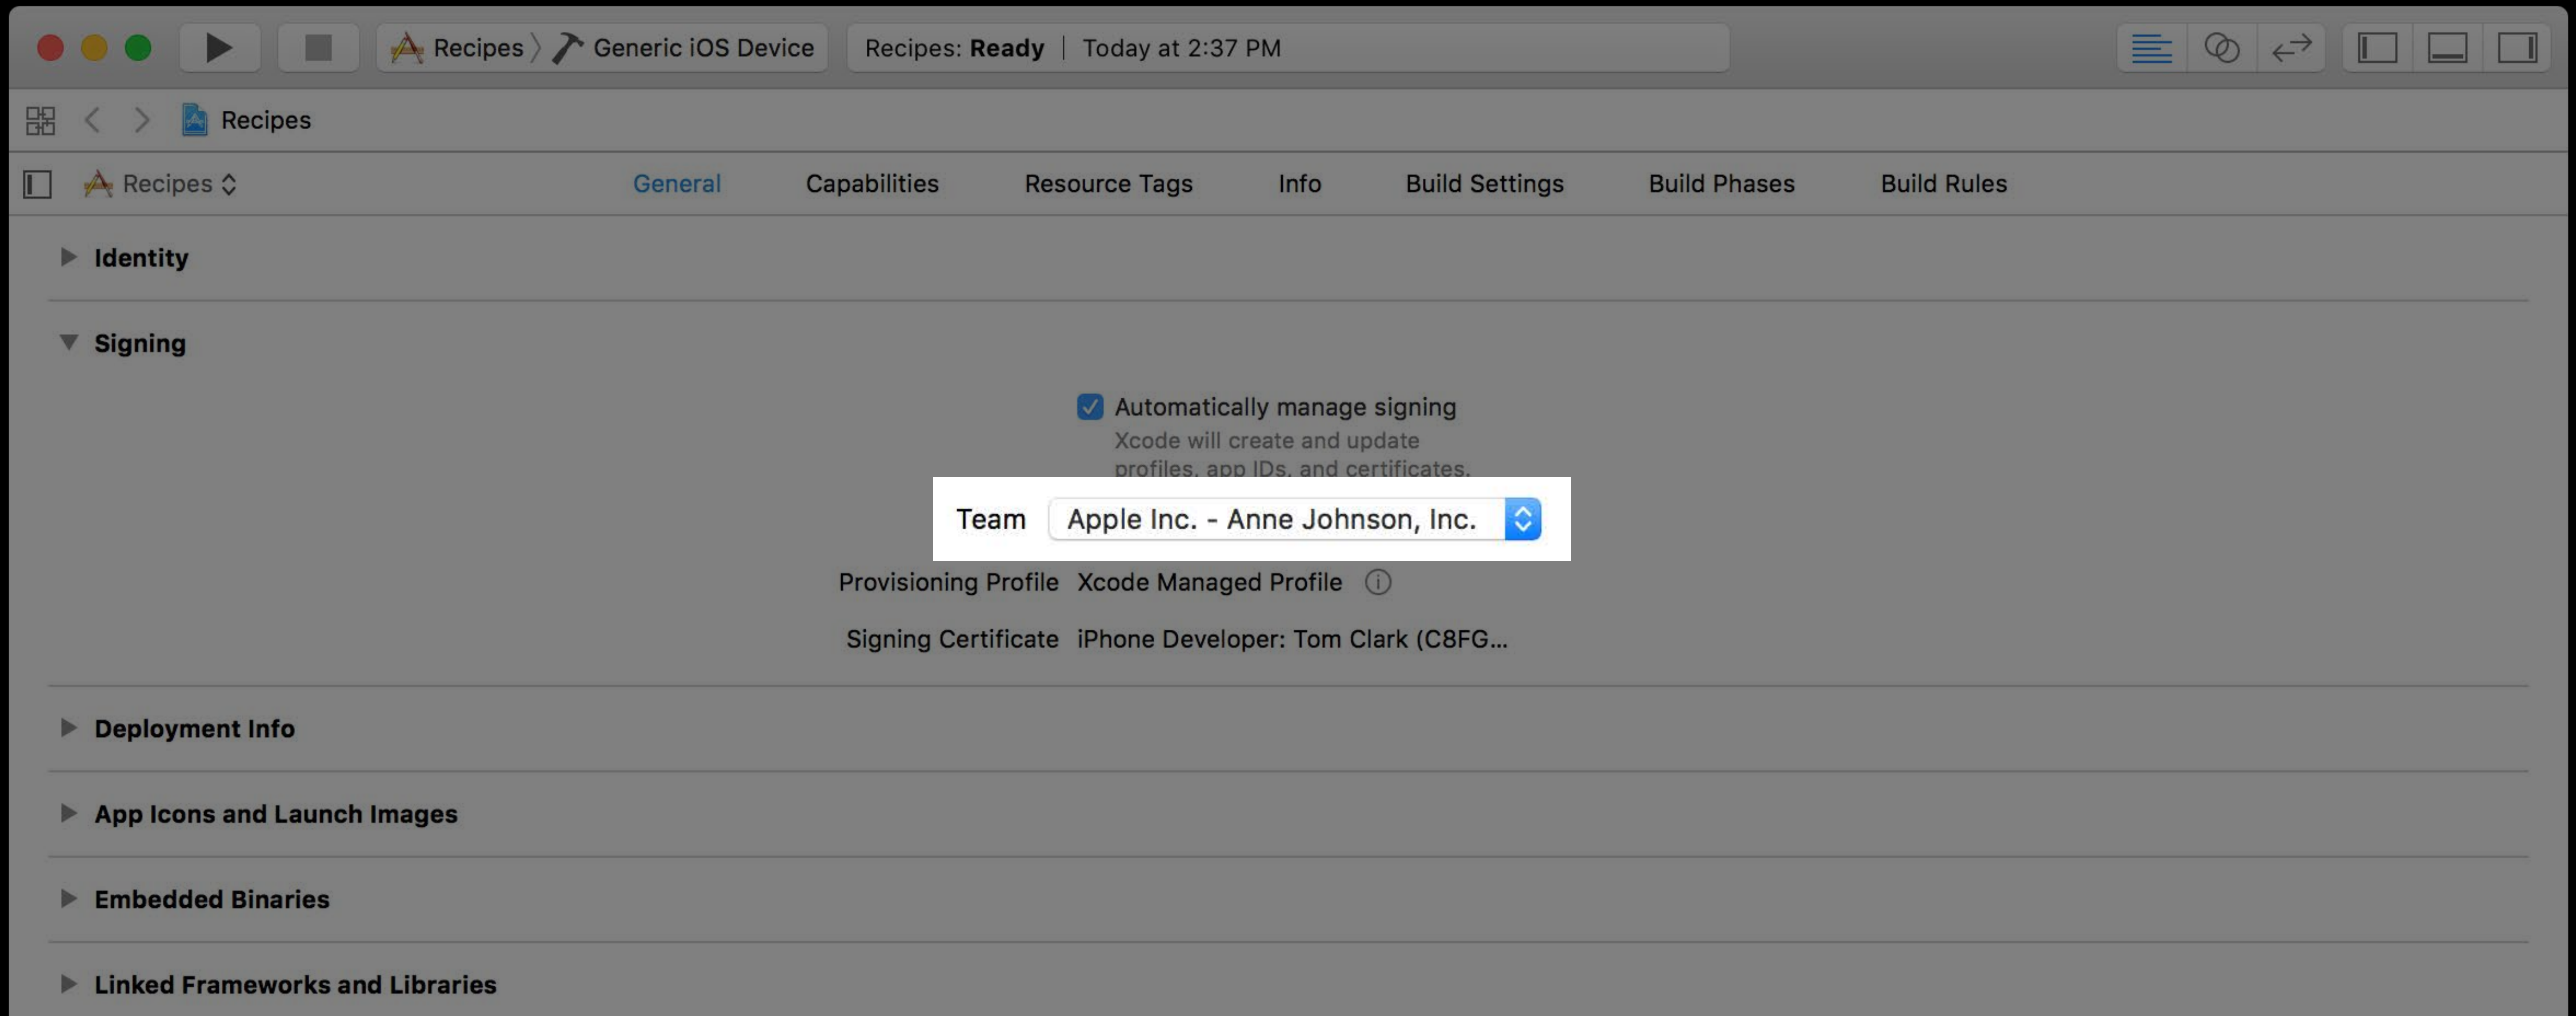 Recipes Generic iOS Device Recipes: Ready Today at 2:37 PM
Recipes
Recipes General Capabilities Resource Tags Info Build Settings Build Phases Build Rules
Identity
Signing
Automatically manage signing
Xcode will create and update
profiles, app IDs, and certificates.
Team Apple Inc. - Anne Johnson, Inc.
Provisioning Profile Xcode Managed Profile
Signing Certificate iPhone Developer: Tom Clark (C8FG...
Deployment Info
App Icons and Launch Images
Embedded Binaries
Linked Frameworks and Libraries